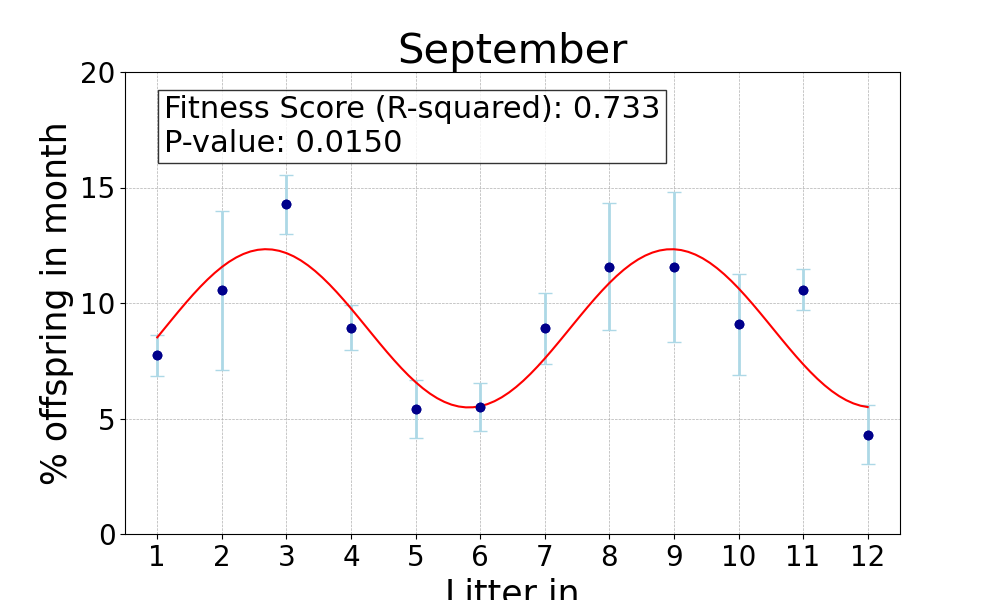 September
Fitness Score (R-squared): 0.733
P-value: 0.0150
% offspring in month
20
15
10
5
0
1 2 3 4 5 6 7 8 9 10 11 12
Litter in